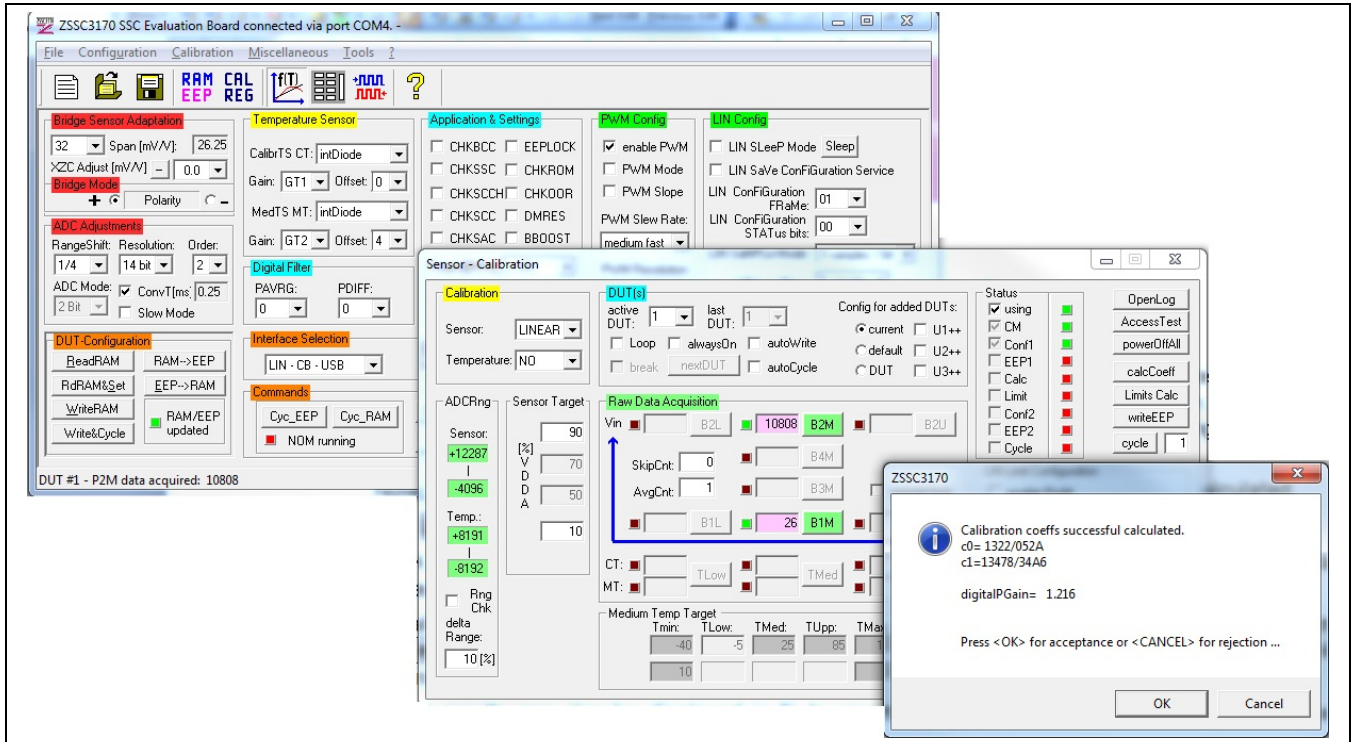 ZSSC3170 SSC Evaluation Board connected via port COM4. -
File Configuration Calibration Miscellaneous Tools ?
RAM CAL f(T) ?
EEP REG
Bridge Sensor Adaptation
32 Span [mV/V]: 26.25
XZC Adjust [mV/V] - 0.0
Bridge Mode
+ Polarity -
ADC Adjustments
RangeShift: Resolution: Order:
1/4 14 bit 2
ADC Mode: ConvT[ms] 0.25
2 Bit Slow Mode
DUT-Configuration
ReadRAM RAM-->EEP
RdRAM&Set EEP-->RAM
WriteRAM RAM/EEP
Write&Cycle updated
Temperature Sensor
CalibrTS CT: intDiode
Gain: GT1 Offset: 0
MedTS MT: intDiode
Gain: GT2 Offset: 4
Digital Filter
PAVRG: PDIFF:
0 0
Interface Selection
LIN - CB - USB
Commands
Cyc_EEP Cyc_RAM
NOM running
Application & Settings
CHKBCC EEPLOCK
CHKSSC CHKROM
CHKSCCH CHKOOR
CHKSCC DMRES
CHKSAC BBOOST
PWM Config
enable PWM
PWM Mode
PWM Slope
PWM Slew Rate:
medium fast
LIN Config
LIN SLeeP Mode Sleep
LIN SaVe ConFiGuration Service
LIN ConFiGuration
FRaMe: 01
LIN ConFiGuration
STATus bits: 00
DUT #1 - P2M data acquired: 10808
Sensor - Calibration
Calibration
Sensor: LINEAR
Temperature: NO
DUT(s)
active DUT: 1 last DUT: 1
Loop alwaysOn autoWrite
break nextDUT autoCycle
Config for added DUTs:
current U1++
default U2++
DUT U3++
Status
using
CM
Conf1
EEP1
Calc
Limit
Conf2
EEP2
Cycle
OpenLog
AccessTest
powerOffAll
calcCoeff
Limits Calc
writeEEP
cycle 1
ADCRng
Sensor:
+12287
|
-4096
Temp.:
+8191
|
-8192
Rng
Chk
delta
Range:
10 [%]
Sensor Target
90
[%]
V 70
D
D 50
A
10
Raw Data Acquisition
Vin B2L 10808 B2M B2U
SkipCnt: 0 B4M
AvgCnt: 1 B3M
B1L 26 B1M
CT: TLow TMed
MT:
Medium Temp Target
Tmin: TLow: TMed: TUpp: TMa
-40 -5 25 85 1
10
ZSSC3170
Calibration coeffs successful calculated.
c0= 1322/052A
c1=13478/34A6
digitalPGain= 1.216
Press <OK> for acceptance or <CANCEL> for rejection ...
OK Cancel